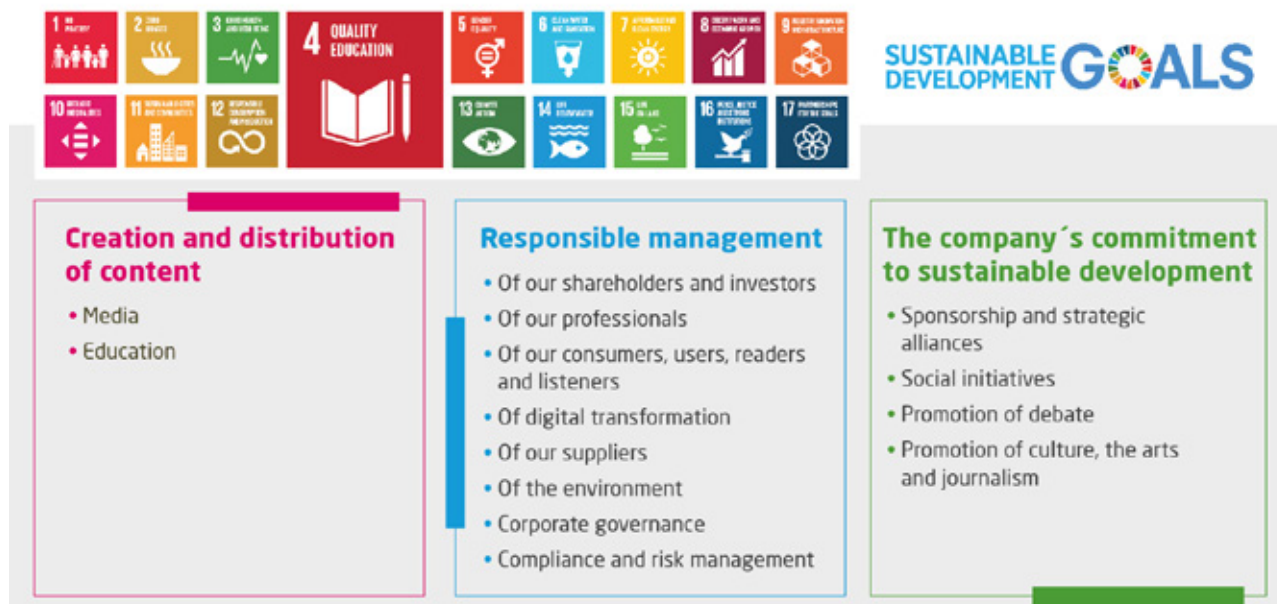 1 NO
POVERTY
2 ZERO
HUNGER
3 GOOD HEALTH
AND WELL-BEING
4 QUALITY
EDUCATION
5 GENDER
EQUALITY
6 CLEAN WATER
AND SANITATION
7 AFFORDABLE AND
CLEAN ENERGY
8 DECENT WORK AND
ECONOMIC GROWTH
9 INDUSTRY, INNOVATION
AND INFRASTRUCTURE
10 REDUCED
INEQUALITIES
11 SUSTAINABLE CITIES
AND COMMUNITIES
12 RESPONSIBLE
CONSUMPTION
AND PRODUCTION
13 CLIMATE
ACTION
14 LIFE
BELOW WATER
15 LIFE
ON LAND
16 PEACE, JUSTICE
AND STRONG
INSTITUTIONS
17 PARTNERSHIPS
FOR THE GOALS
SUSTAINABLE
DEVELOPMENT GOALS
Creation and distribution
of content
• Media
• Education
Responsible management
• Of our shareholders and investors
• Of our professionals
• Of our consumers, users, readers
and listeners
• Of digital transformation
• Of our suppliers
• Of the environment
• Corporate governance
• Compliance and risk management
The company´s commitment
to sustainable development
• Sponsorship and strategic
alliances
• Social initiatives
• Promotion of debate
• Promotion of culture, the arts
and journalism